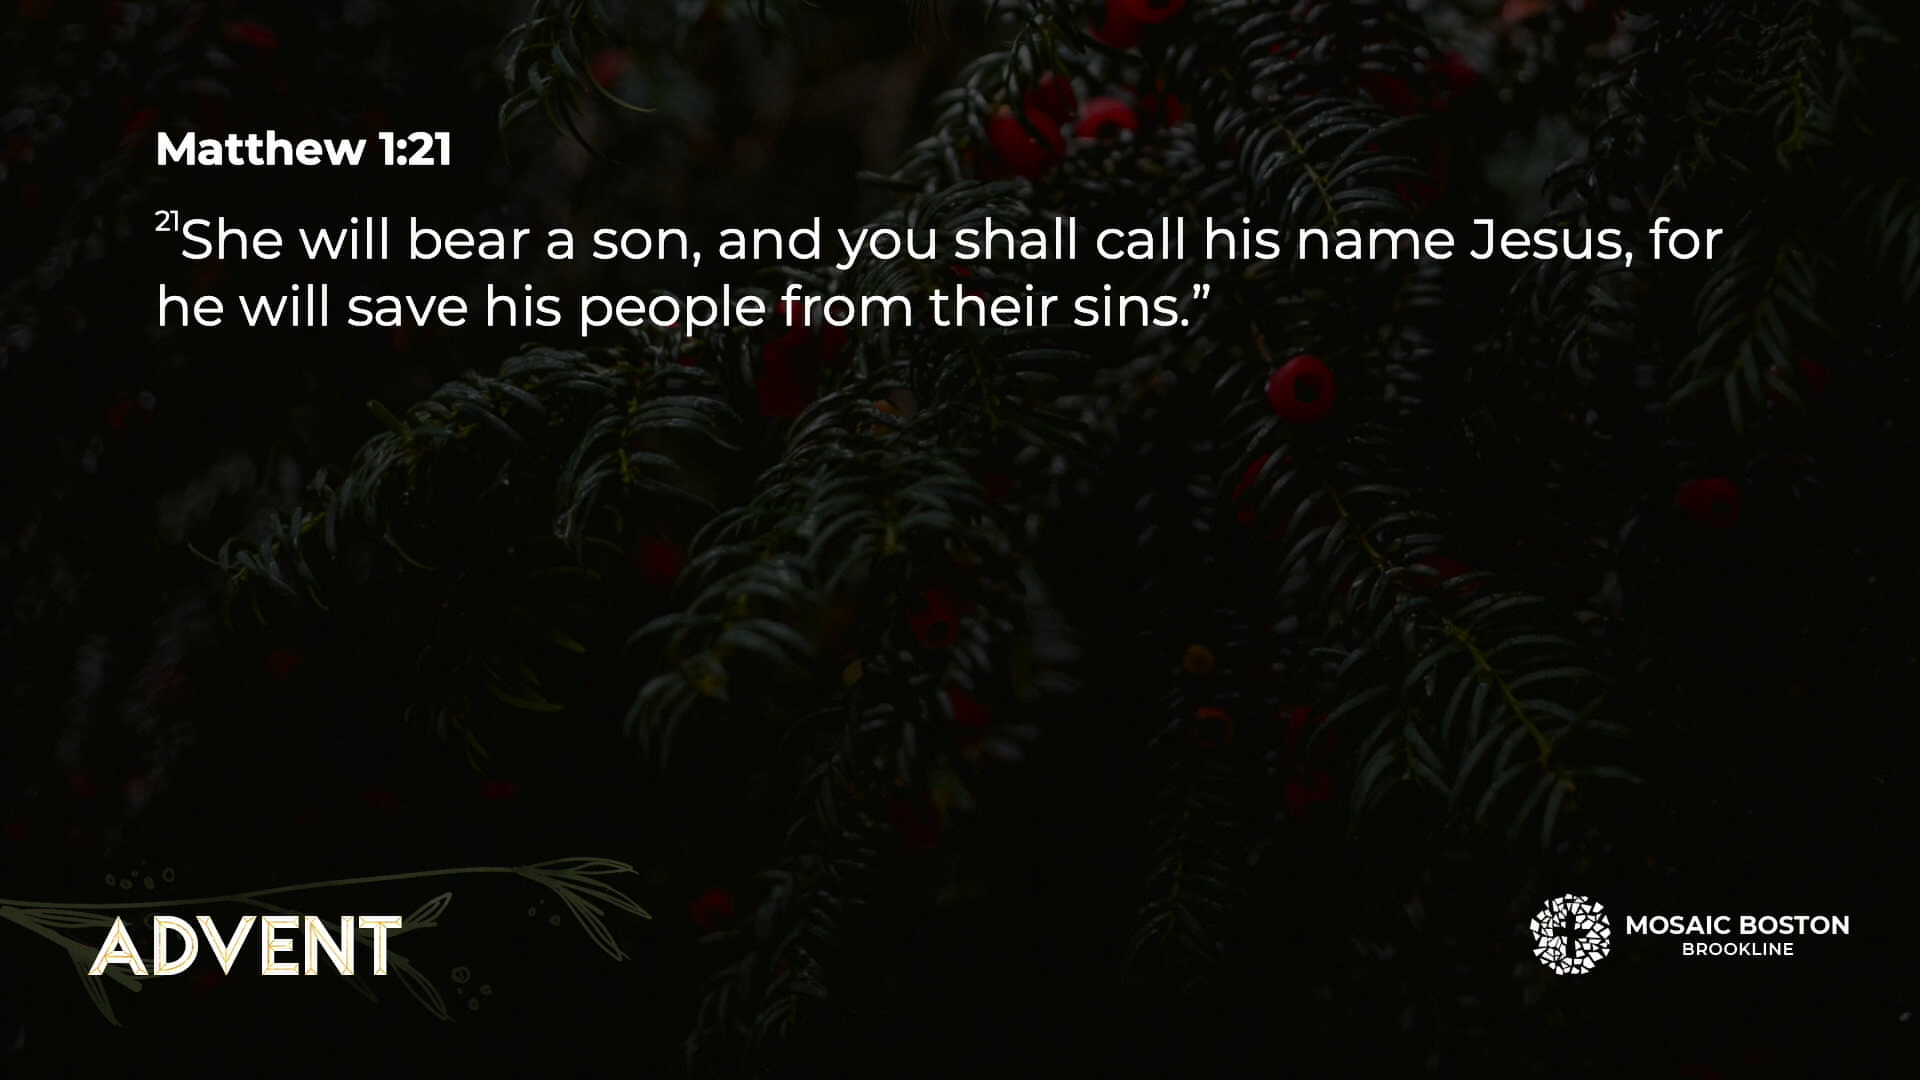 Matthew 1:21
21She will bear a son, and you shall call his name Jesus, for
he will save his people from their sins.”
ADVENT
MOSAIC BOSTON
BROOKLINE